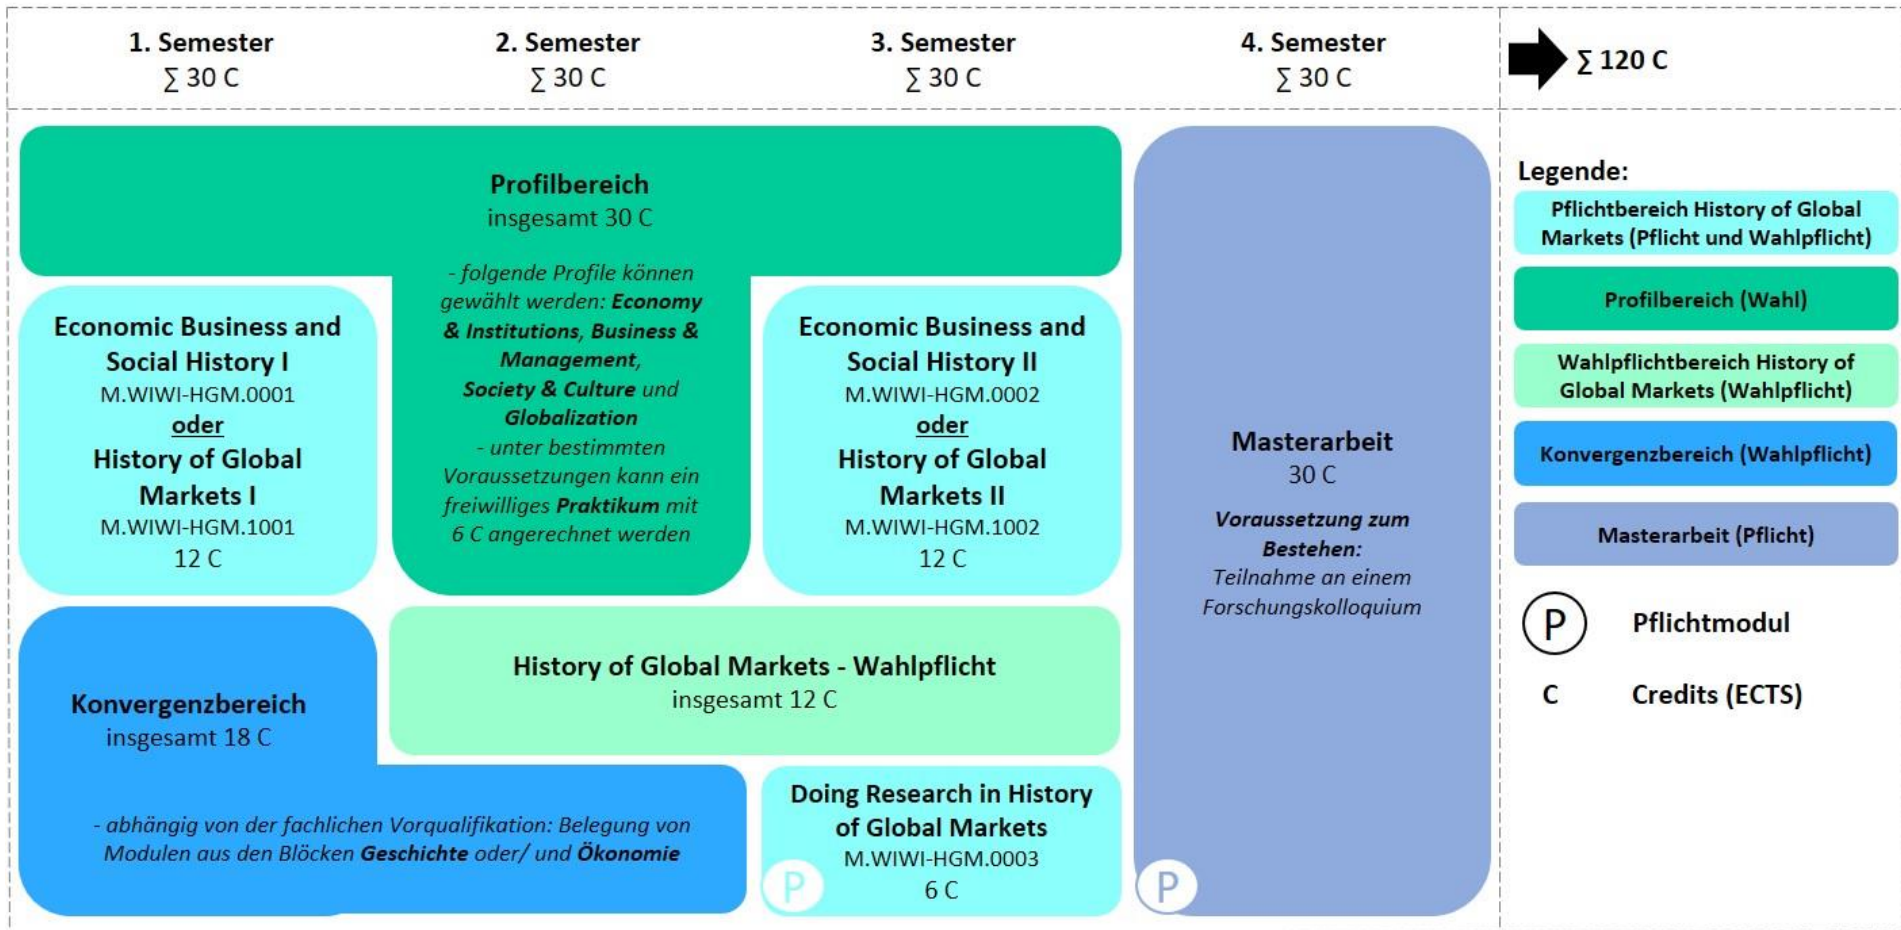 1. Semester
∑ 30 C
2. Semester
∑ 30 C
3. Semester
∑ 30 C
4. Semester
∑ 30 C
∑ 120 C
Profilbereich
insgesamt 30 C
- folgende Profile können
gewählt werden: Economy
& Institutions, Business &
Management,
Society & Culture und
Globalization
- unter bestimmten
Voraussetzungen kann ein
freiwilliges Praktikum mit
6 C angerechnet werden
Economic Business and
Social History I
M.WIWI-HGM.0001
oder
History of Global
Markets I
M.WIWI-HGM.1001
12 C
Economic Business and
Social History II
M.WIWI-HGM.0002
oder
History of Global
Markets II
M.WIWI-HGM.1002
12 C
Konvergenzbereich
insgesamt 18 C
- abhängig von der fachlichen Vorqualifikation: Belegung von
Modulen aus den Blöcken Geschichte oder/ und Ökonomie
History of Global Markets - Wahlpflicht
insgesamt 12 C
Doing Research in History
of Global Markets
M.WIWI-HGM.0003
6 C
P
Masterarbeit
30 C
Voraussetzung zum
Bestehen:
Teilnahme an einem
Forschungskolloquium
P
Legende:
Pflichtbereich History of Global
Markets (Pflicht und Wahlpflicht)
Profilbereich (Wahl)
Wahlpflichtbereich History of
Global Markets (Wahlpflicht)
Konvergenzbereich (Wahlpflicht)
Masterarbeit (Pflicht)
P Pflichtmodul
C Credits (ECTS)